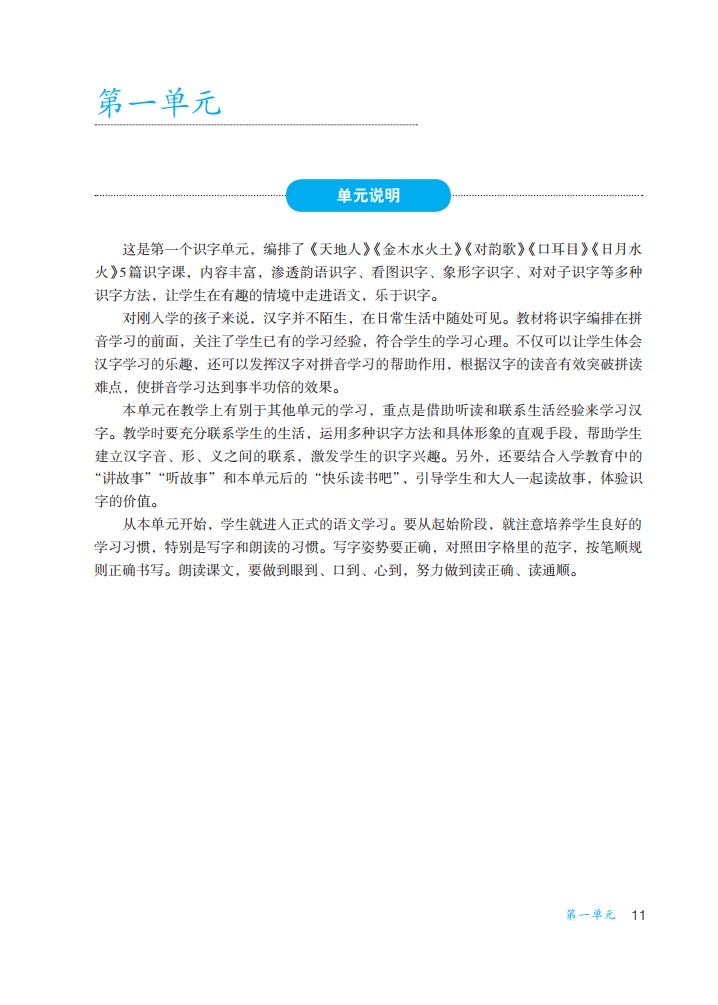 第一单元
单元说明
这是第一个识字单元，编排了《天地人》《金木水火土》《对韵歌》《口耳目》《日月水
火》5篇识字课，内容丰富，渗透韵语识字、看图识字、象形字识字、对对子识字等多种
识字方法，让学生在有趣的情境中走进语文，乐于识字。
对刚入学的孩子来说，汉字并不陌生，在日常生活中随处可见。教材将识字编排在拼
音学习的前面，关注了学生已有的学习经验，符合学生的学习心理。不仅可以让学生体会
汉字学习的乐趣，还可以发挥汉字对拼音学习的帮助作用，根据汉字的读音有效突破拼读
难点，使拼音学习达到事半功倍的效果。
本单元在教学上有别于其他单元的学习，重点是借助听读和联系生活经验来学习汉
字。教学时要充分联系学生的生活，运用多种识字方法和具体形象的直观手段，帮助学生
建立汉字音、形、义之间的联系，激发学生的识字兴趣。另外，还要结合入学教育中的
“讲故事”“听故事”和本单元后的“快乐读书吧”，引导学生和大人一起读故事，体验识
字的价值。
从本单元开始，学生就进入正式的语文学习。要从起始阶段，就注意培养学生良好的
学习习惯，特别是写字和朗读的习惯。写字姿势要正确，对照田字格里的范字，按笔顺规
则正确书写。朗读课文，要做到眼到、口到、心到，努力做到读正确、读通顺。
第一单元 11